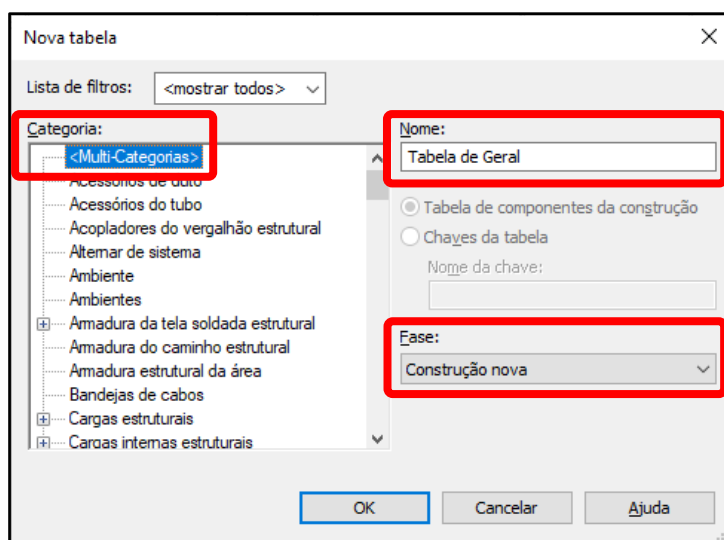 Nova tabela
Lista de filtros: <mostrar todos>
Categoria:
<Multi-Categorias>
Acessórios de duto
Acessórios do tubo
Acopladores do vergalhão estrutural
Alternar de sistema
Ambiente
Ambientes
Armadura da tela soldada estrutural
Armadura do caminho estrutural
Armadura estrutural da área
Bandejas de cabos
Cargas estruturais
Cargas internas estruturais
Nome:
Tabela de Geral
Tabela de componentes da construção
Chaves da tabela
Nome da chave:
Fase:
Construção nova
OK Cancelar Ajuda